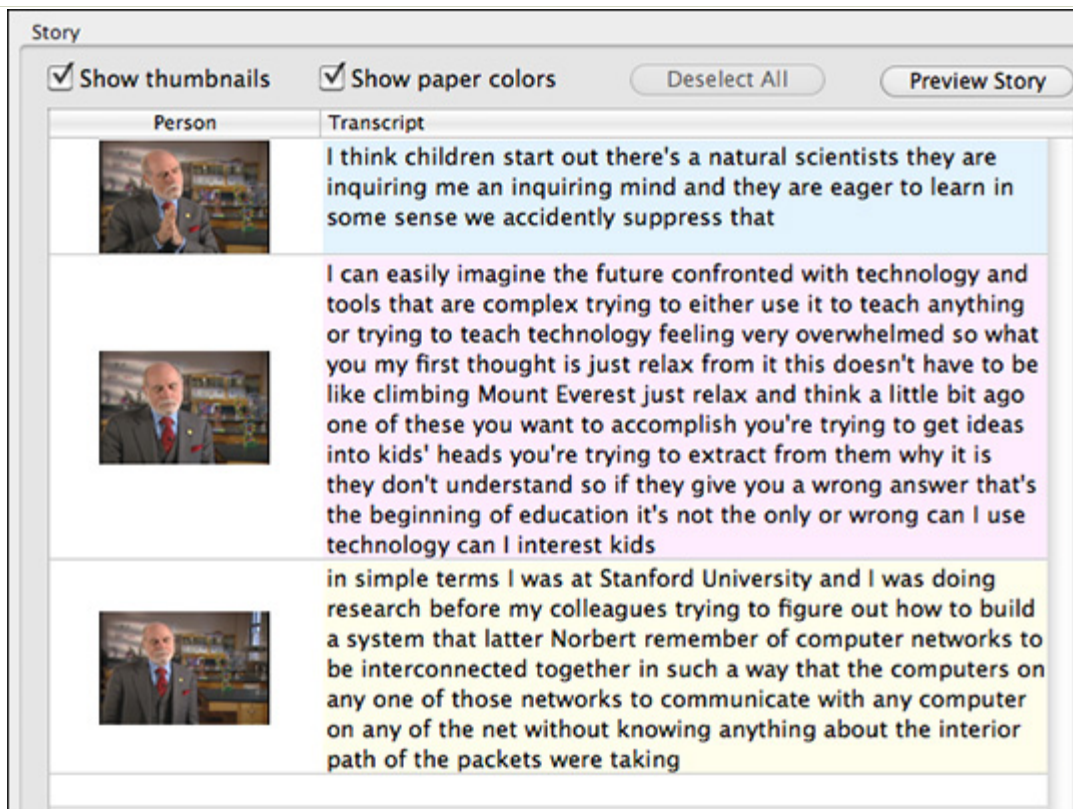 Story
Show thumbnails
Show paper colors
Deselect All
Preview Story
Person
Transcript
I think children start out there's a natural scientists they are
inquiring me an inquiring mind and they are eager to learn in
some sense we accidently suppress that
I can easily imagine the future confronted with technology and
tools that are complex trying to either use it to teach anything
or trying to teach technology feeling very overwhelmed so what
you my first thought is just relax from it this doesn't have to be
like climbing Mount Everest just relax and think a little bit ago
one of these you want to accomplish you're trying to get ideas
into kids' heads you're trying to extract from them why it is
they don't understand so if they give you a wrong answer that's
the beginning of education it's not the only or wrong can I use
technology can I interest kids
in simple terms I was at Stanford University and I was doing
research before my colleagues trying to figure out how to build
a system that latter Norbert remember of computer networks to
be interconnected together in such a way that the computers on
any one of those networks to communicate with any computer
on any of the net without knowing anything about the interior
path of the packets were taking